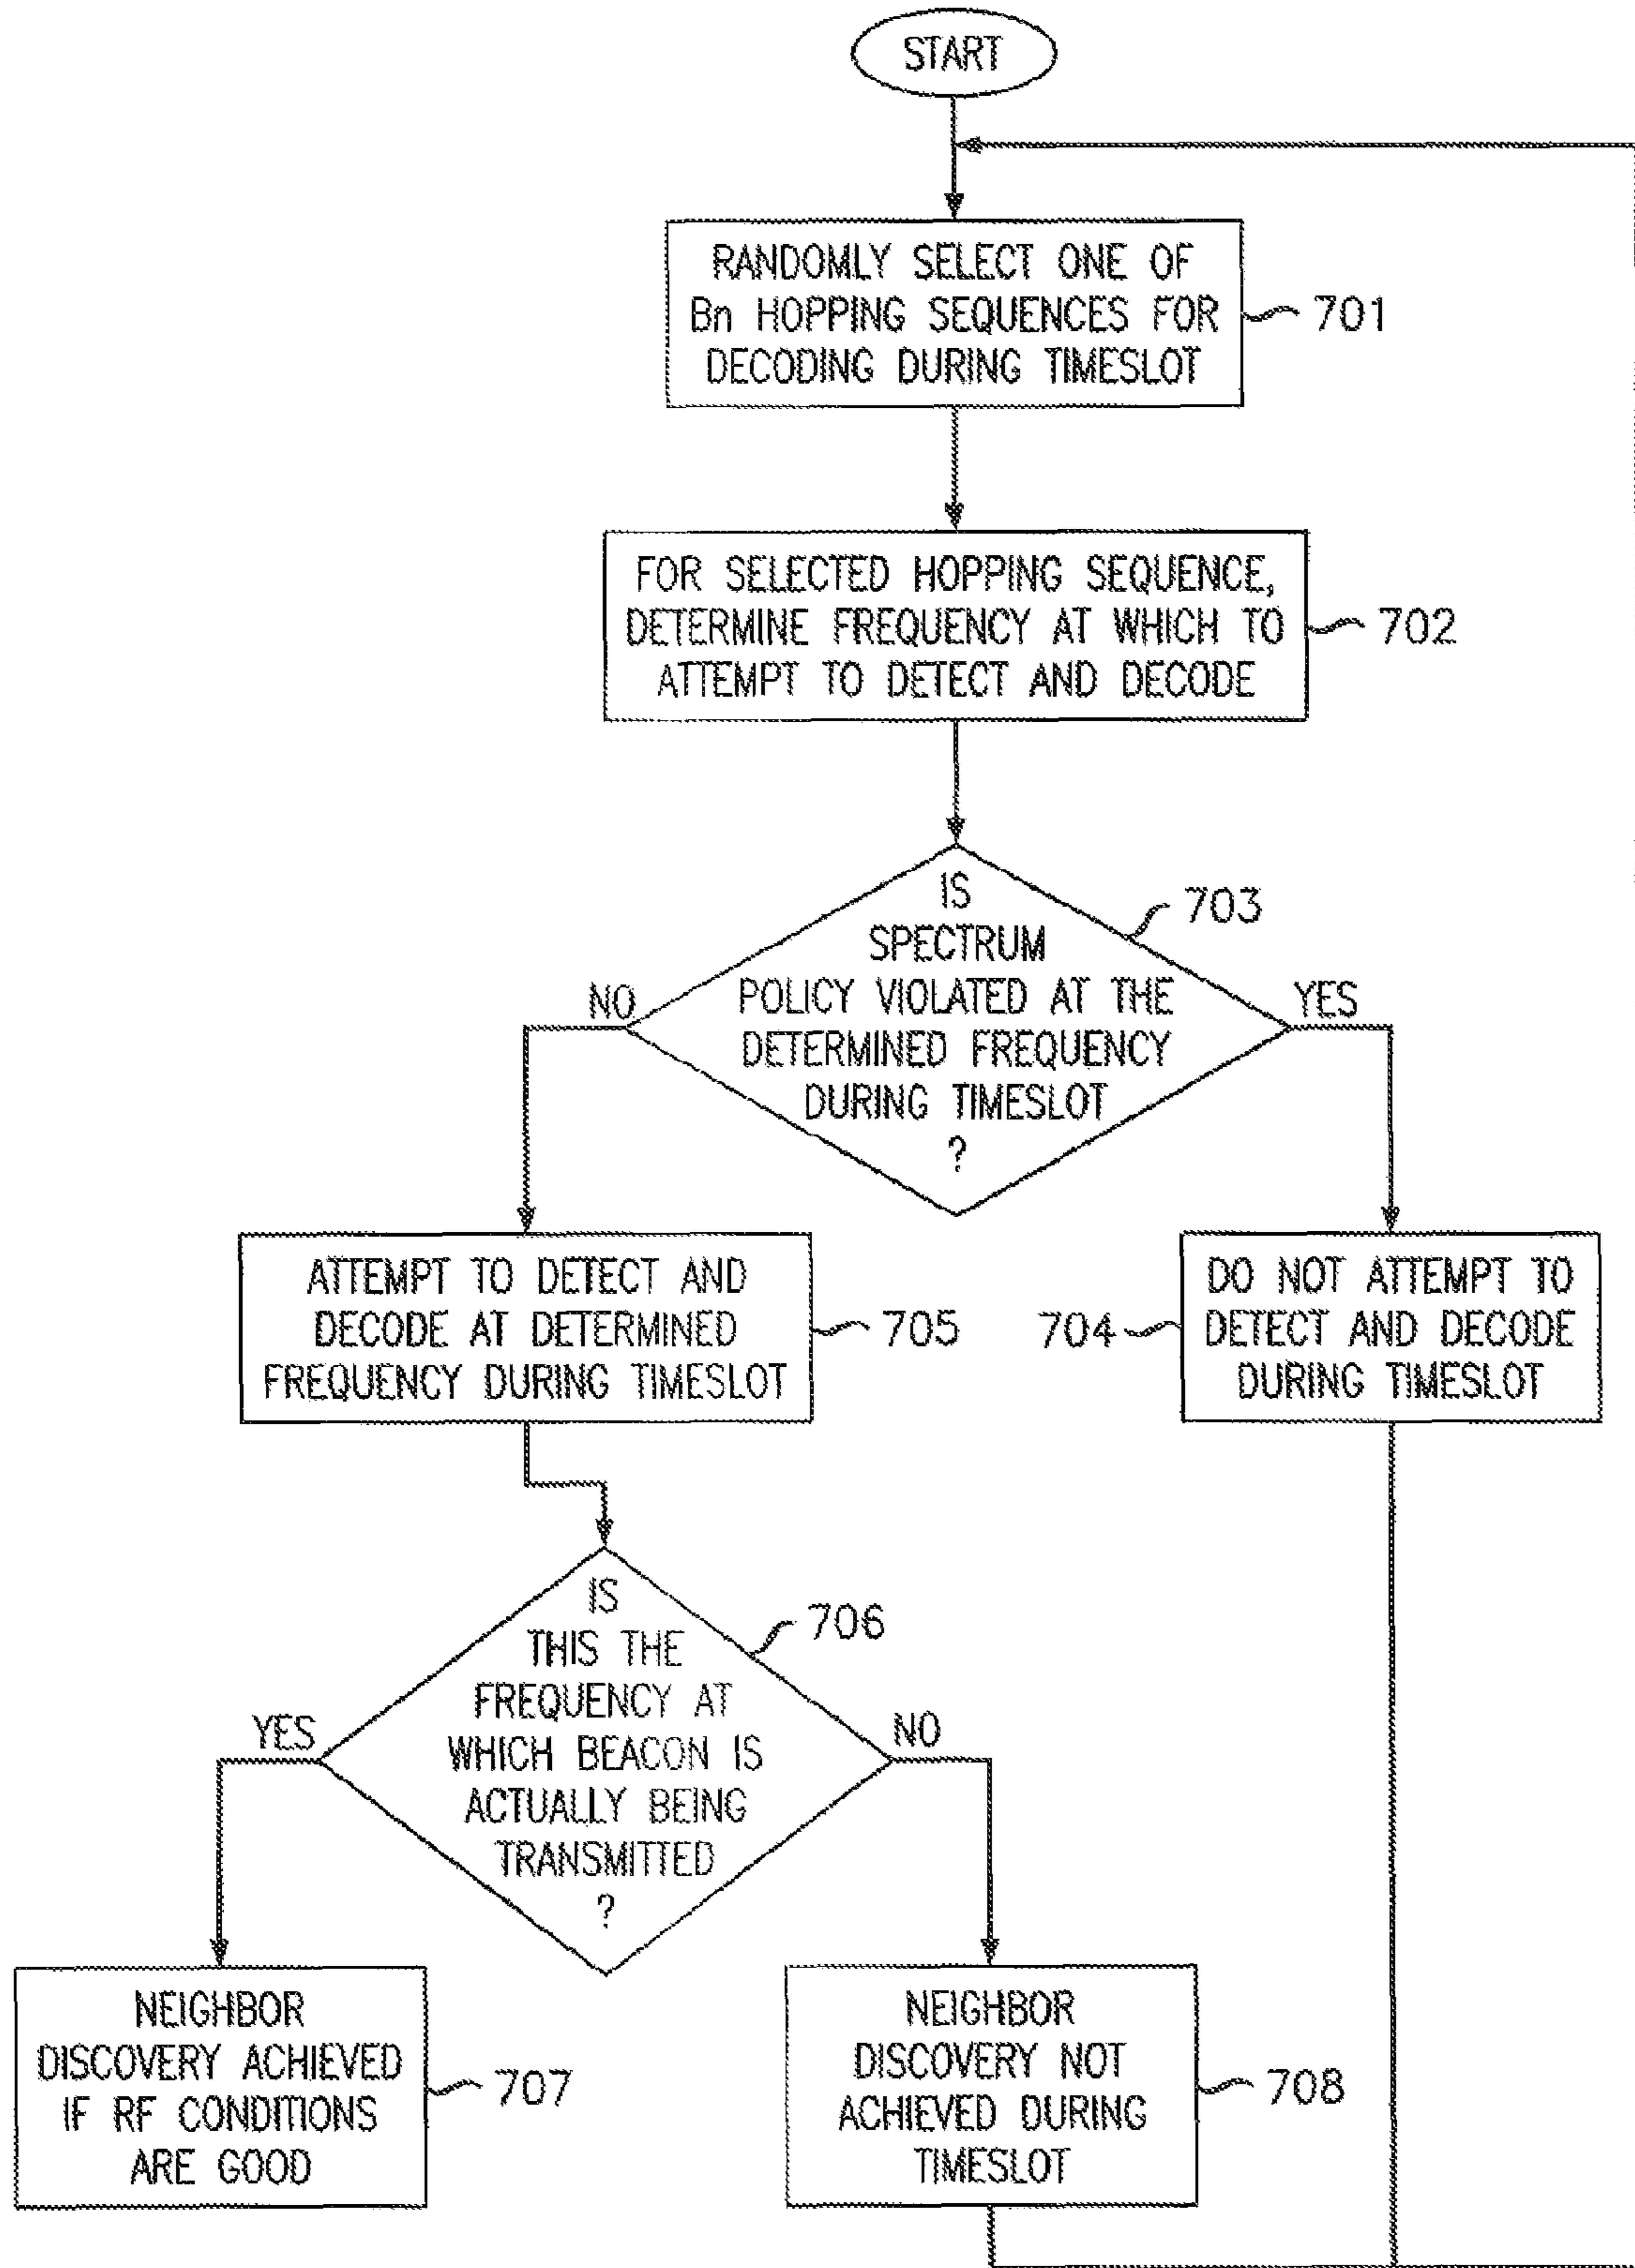 START
RANDOMLY SELECT ONE OF
Bn HOPPING SEQUENCES FOR
DECODING DURING TIMESLOT
701
FOR SELECTED HOPPING SEQUENCE,
DETERMINE FREQUENCY AT WHICH TO
ATTEMPT TO DETECT AND DECODE
702
IS
SPECTRUM
POLICY VIOLATED AT THE
DETERMINED FREQUENCY
DURING TIMESLOT
?
703
NO
YES
ATTEMPT TO DETECT AND
DECODE AT DETERMINED
FREQUENCY DURING TIMESLOT
705
704
DO NOT ATTEMPT TO
DETECT AND DECODE
DURING TIMESLOT
IS
THIS THE
FREQUENCY AT
WHICH BEACON IS
ACTUALLY BEING
TRANSMITTED
?
706
YES
NO
NEIGHBOR
DISCOVERY ACHIEVED
IF RF CONDITIONS
ARE GOOD
707
NEIGHBOR
DISCOVERY NOT
ACHIEVED DURING
TIMESLOT
708